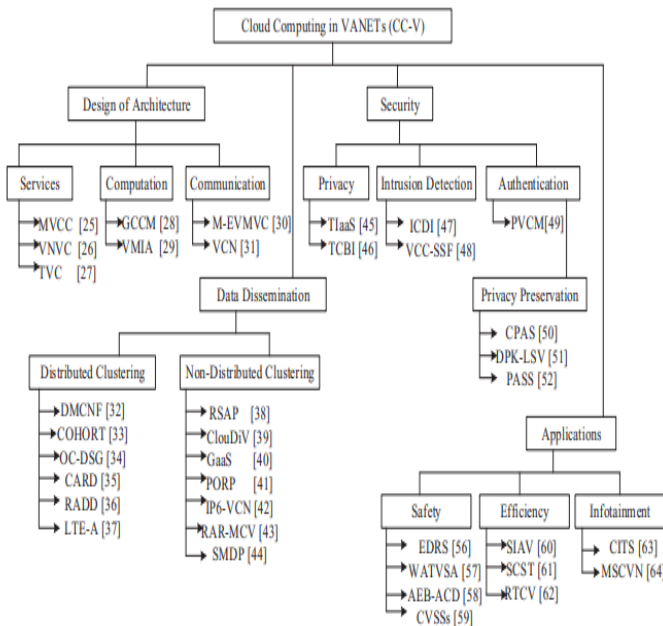 Cloud Computing in VANETs (CC-V)
Design of Architecture
Security
Services
Computation
Communication
Privacy
Intrusion Detection
Authentication
MVCC [25]
VNVC [26]
TVC [27]
GCCM [28]
VMIA [29]
M-EVMVC [30]
VCN [31]
TIaaS [45]
TCBI [46]
ICDI [47]
VCC-SSF [48]
PVCM[49]
Data Dissemination
Privacy Preservation
CPAS [50]
DPK-LSV [51]
PASS [52]
Distributed Clustering
Non-Distributed Clustering
DMCNF [32]
COHORT [33]
OC-DSG [34]
CARD [35]
RADD [36]
LTE-A [37]
RSAP [38]
ClouDiV [39]
GaaS [40]
PORP [41]
IP6-VCN [42]
RAR-MCV [43]
SMDP [44]
Applications
Safety
Efficiency
Infotainment
EDRS [56]
WATVSA [57]
AEB-ACD [58]
CVSSs [59]
SIAV [60]
SCST [61]
RTCV [62]
CITS [63]
MSCVN [64]